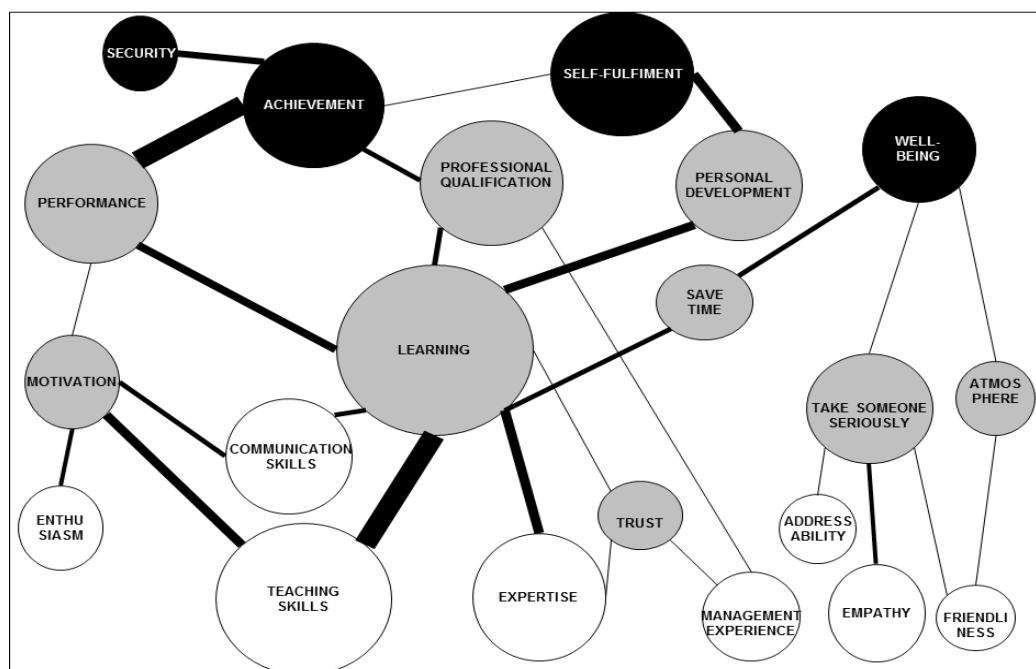 SECURITY
ACHIEVEMENT
SELF-FULFIMENT
WELL-
BEING
PROFESSIONAL
QUALIFICATION
PERSONAL
DEVELOPMENT
PERFORMANCE
SAVE
TIME
LEARNING
MOTIVATION
TAKE SOMEONE
SERIOUSLY
ATMOS
PHERE
COMMUNICATION
SKILLS
ENTHU
SIASM
TRUST
ADDRESS
ABILITY
TEACHING
SKILLS
EXPERTISE
MANAGEMENT
EXPERIENCE
EMPATHY
FRIENDLI
NESS